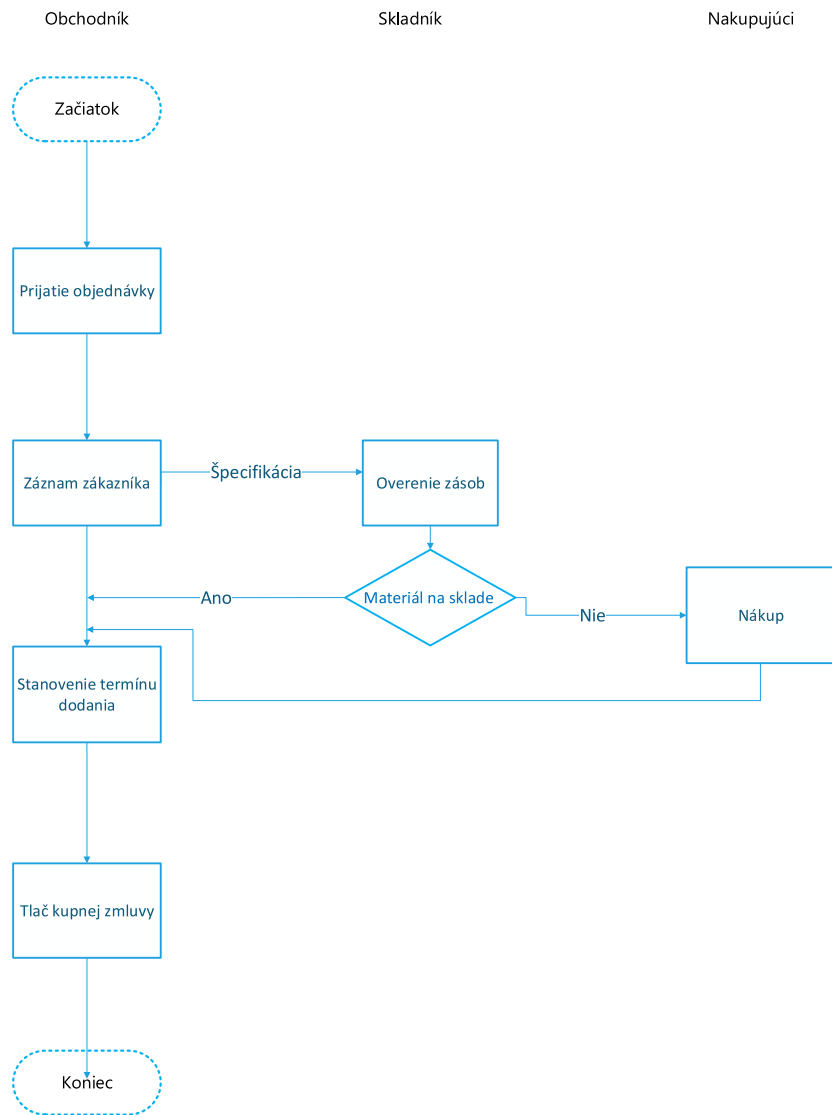 Obchodník
Skladník
Nakupujúci
Začiatok
Prijatie objednávky
Záznam zákazníka
Špecifikácia
Overenie zásob
Ano
Materiál na sklade
Nie
Nákup
Stanovenie termínu
dodania
Tlač kupnej zmluvy
Koniec